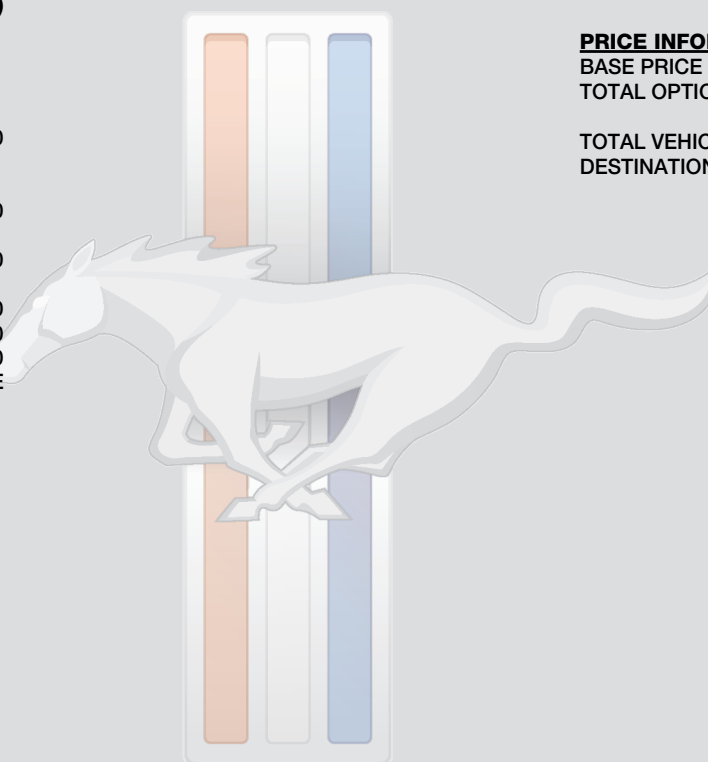 PRICE INFO
BASE PRICE
TOTAL OPTIO
TOTAL VEHIC
DESTINATION